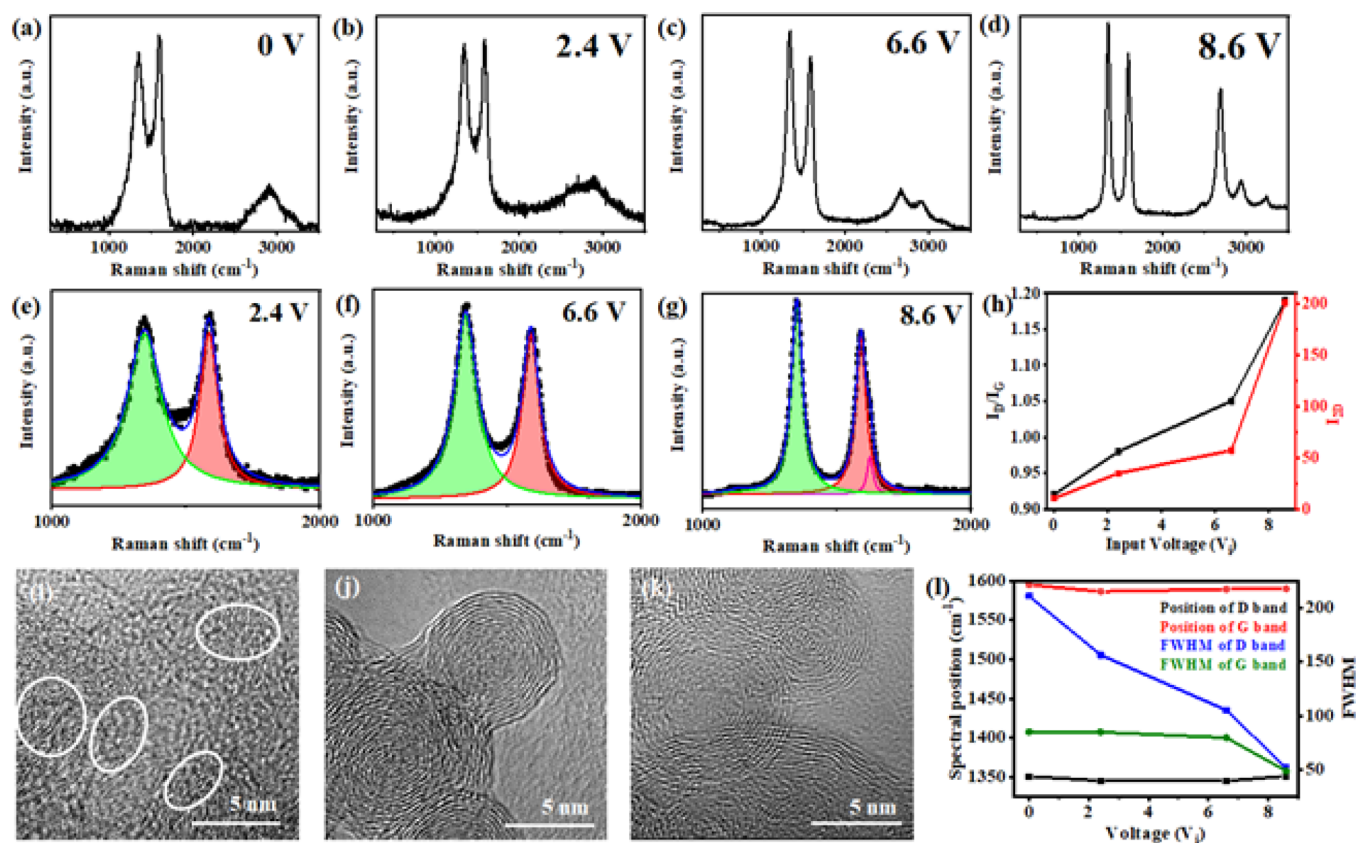 (a)
0 V
Intensity (a.u.)
1000 2000 3000
Raman shift (cm⁻¹)
(b)
2.4 V
Intensity (a.u.)
1000 2000 3000
Raman shift (cm⁻¹)
(c)
6.6 V
Intensity (a.u.)
1000 2000 3000
Raman shift (cm⁻¹)
(d)
8.6 V
Intensity (a.u.)
1000 2000 3000
Raman shift (cm⁻¹)
(e)
2.4 V
Intensity (a.u.)
1000 2000
Raman shift (cm⁻¹)
(f)
6.6 V
Intensity (a.u.)
1000 2000
Raman shift (cm⁻¹)
(g)
8.6 V
Intensity (a.u.)
1000 2000
Raman shift (cm⁻¹)
(h)
1.20
1.15
1.10
1.05
1.00
0.95
0.90
I_D/I_G
200
150
100
50
0
I_2D
0 2 4 6 8
Input Voltage (V_i)
(i)
5 nm
(j)
5 nm
(k)
5 nm
(l)
1600
1550
1500
1450
1400
1350
Spectral position (cm⁻¹)
Position of D band
Position of G band
FWHM of D band
FWHM of G band
200
150
100
50
FWHM
0 2 4 6 8
Voltage (V_i)